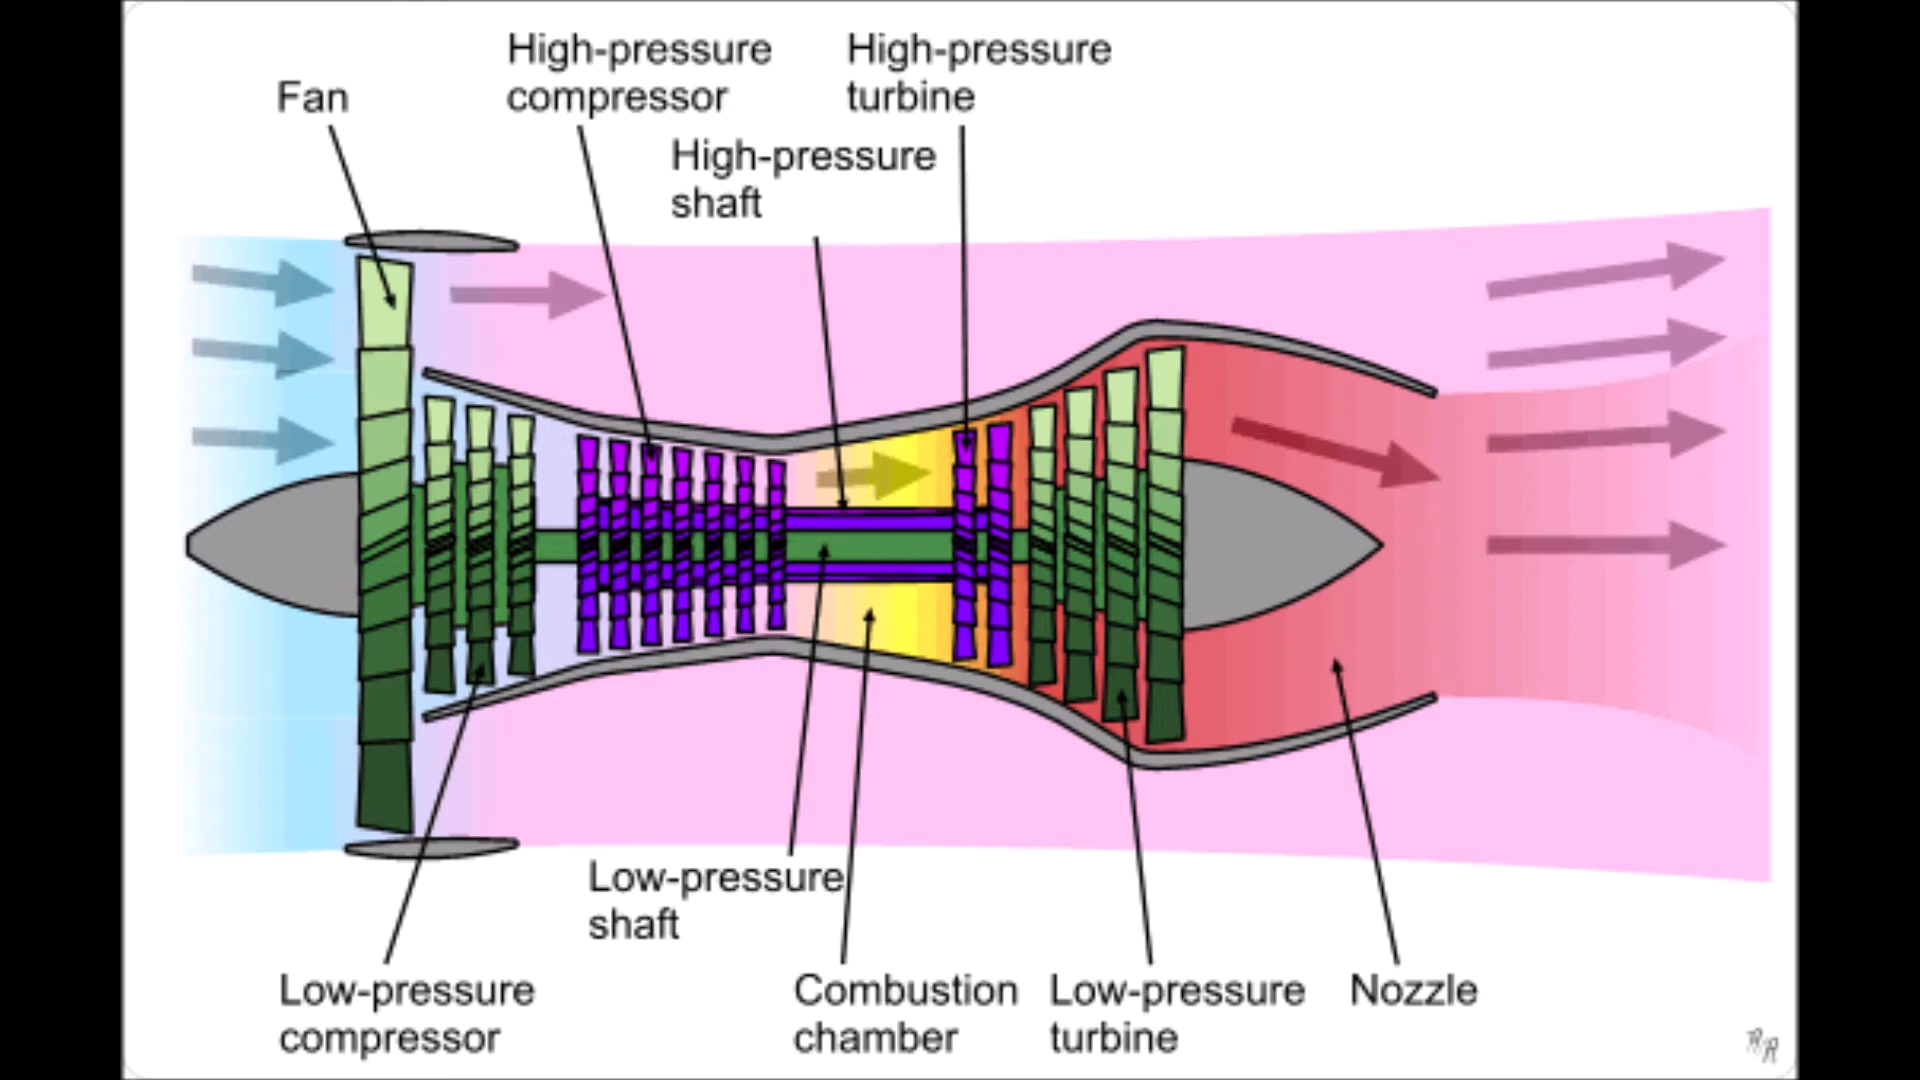 High-pressure
compressor
High-pressure
turbine
Fan
High-pressure
shaft
Low-pressure
shaft
Low-pressure
compressor
Combustion
chamber
Low-pressure
turbine
Nozzle